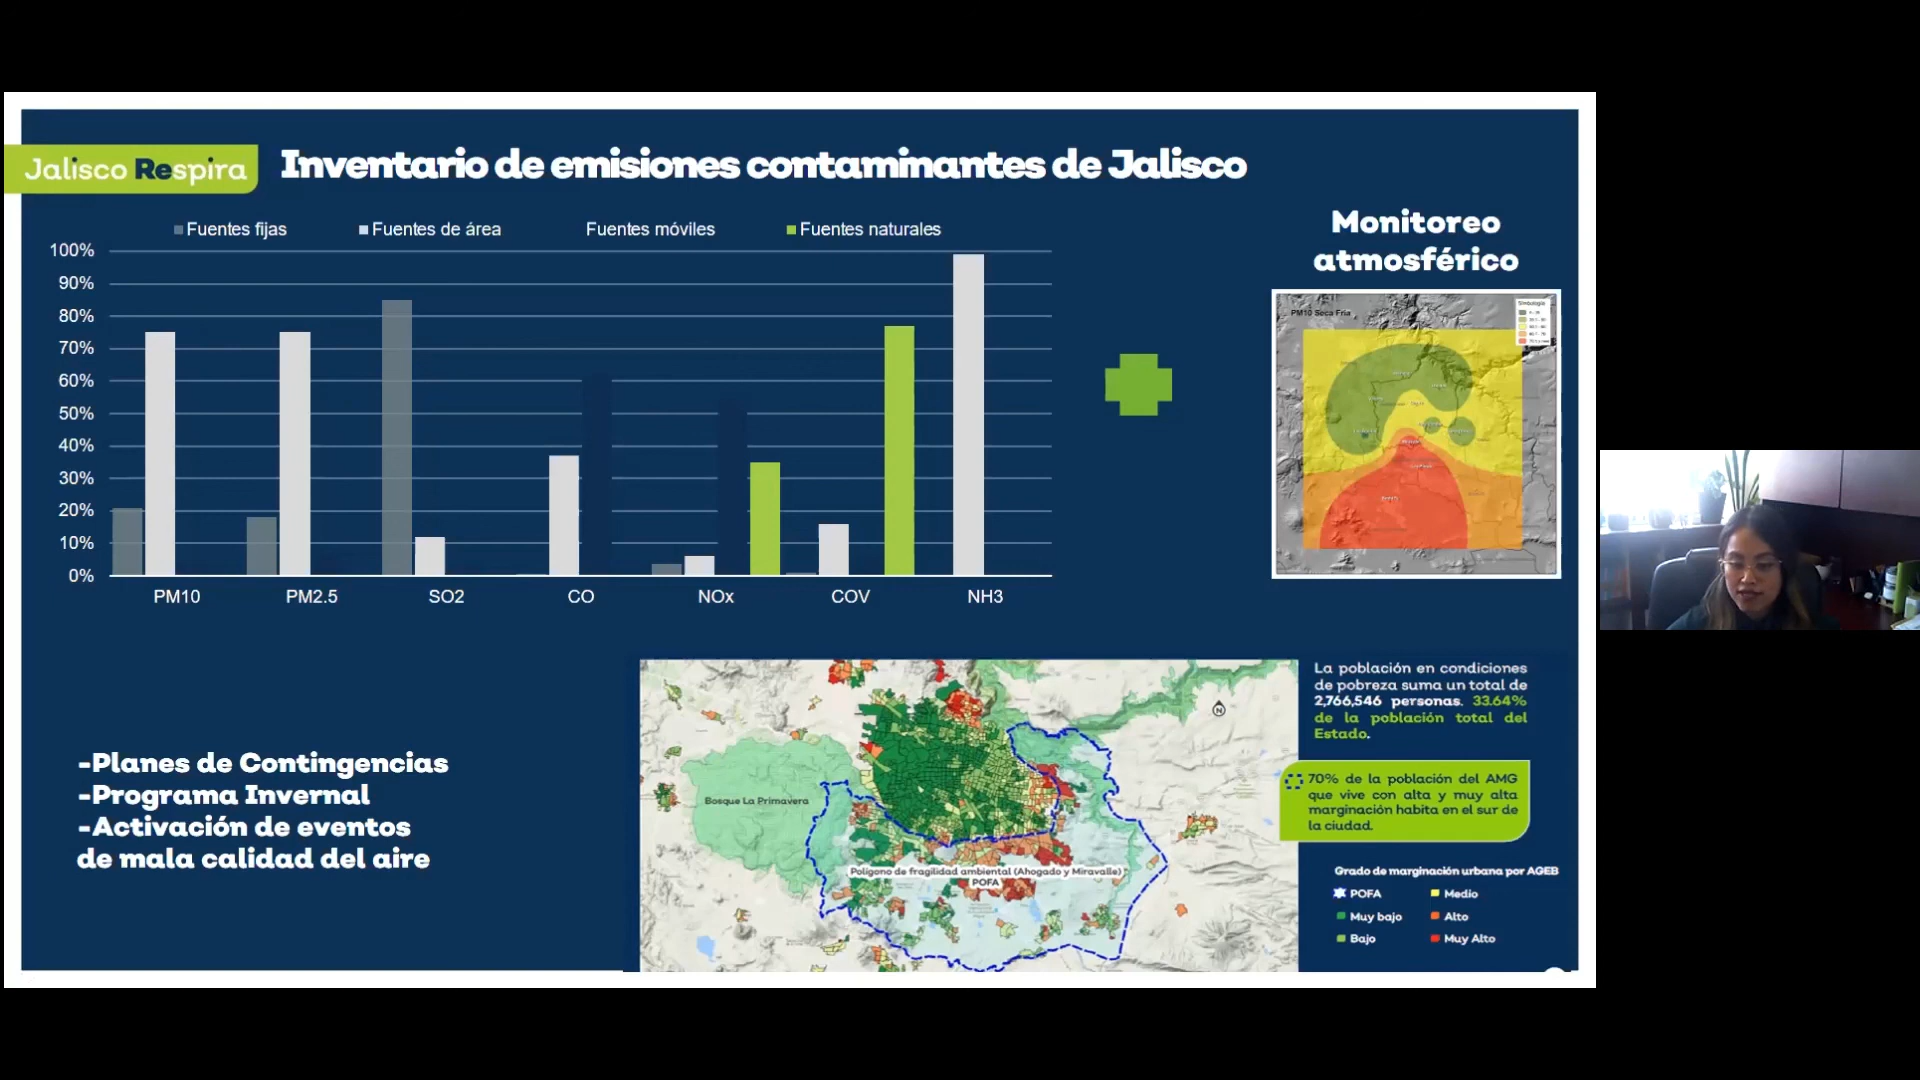 Jalisco Respira
Inventario de emisiones contaminantes de Jalisco
Fuentes fijas
Fuentes de área
Fuentes móviles
Fuentes naturales
100%
90%
80%
70%
60%
50%
40%
30%
20%
10%
0%
PM10
PM2.5
SO2
CO
NOx
COV
NH3
Monitoreo
atmosférico
PM10 Seca Fria
Simbología
-Planes de Contingencias
-Programa Invernal
-Activación de eventos
de mala calidad del aire
Bosque La Primavera
Polígono de fragilidad ambiental (Ahogado y Miravalle)
POFA
N
La población en condiciones
de pobreza suma un total de
2,766,546 personas. 33.64%
de la población total del
Estado.
70% de la población del AMG
que vive con alta y muy alta
marginación habita en el sur de
la ciudad.
Grado de marginación urbana por AGEB
POFA
Medio
Muy bajo
Alto
Bajo
Muy Alto